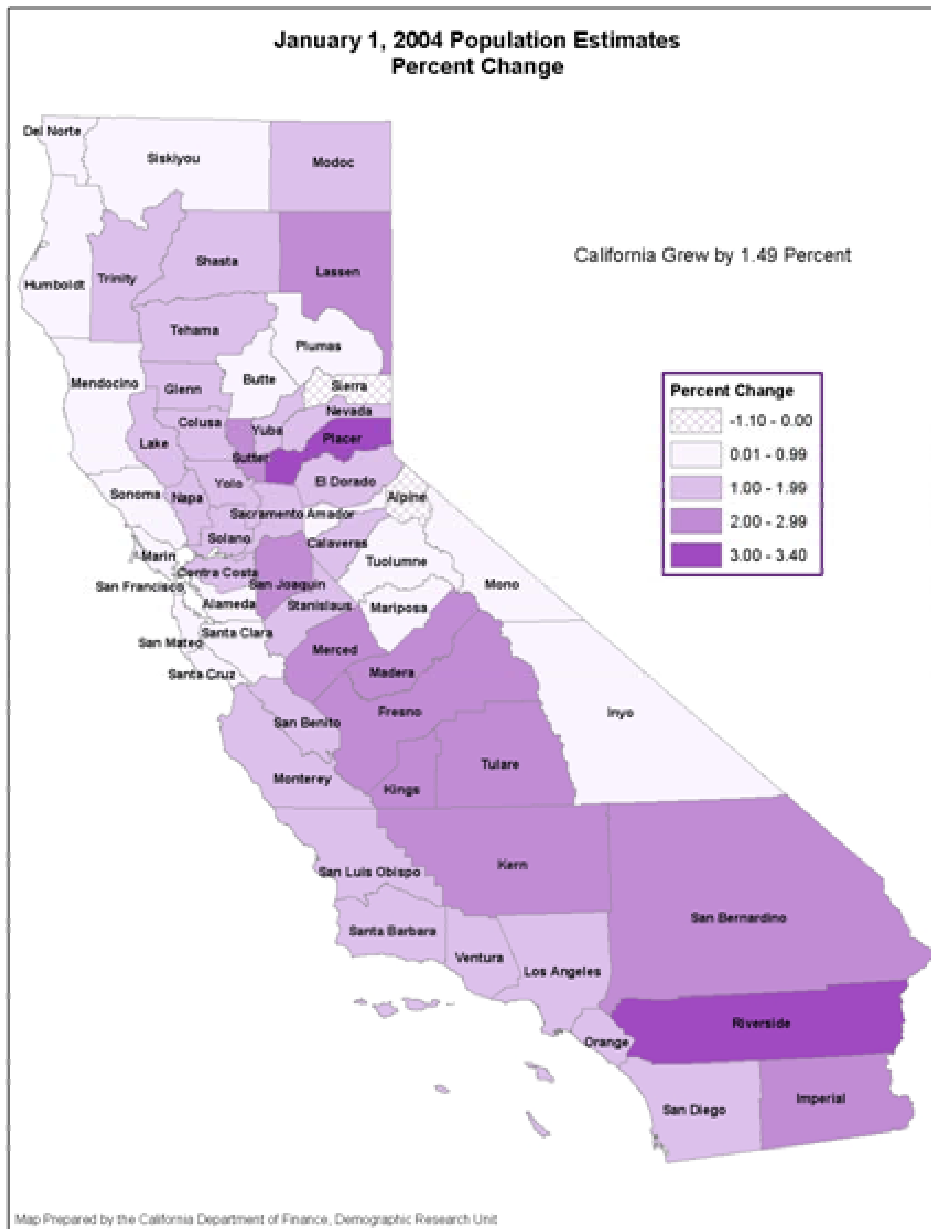 January 1, 2004 Population Estimates
Percent Change
Del Norte
Siskiyou
Modoc
California Grew by 1.49 Percent
Humboldt
Trinity
Shasta
Lassen
Tehama
Plumas
Mendocino
Butte
Sierra
Glenn
Nevada
Colusa
Yuba
Placer
Lake
Sutter
Percent Change
-1.10 - 0.00
0.01 - 0.99
1.00 - 1.99
2.00 - 2.99
3.00 - 3.40
El Dorado
Yolo
Sonoma
Napa
Alpine
Sacramento
Amador
Solano
Calaveras
Marin
Tuolumne
Contra Costa
San Joaquin
San Francisco
Mono
Alameda
Stanislaus
Mariposa
Santa Clara
San Mateo
Merced
Santa Cruz
Madera
Fresno
Inyo
San Benito
Tulare
Monterey
Kings
Kern
San Luis Obispo
San Bernardino
Santa Barbara
Ventura
Los Angeles
Riverside
Orange
Imperial
San Diego
Map Prepared by the California Department of Finance, Demographic Research Unit